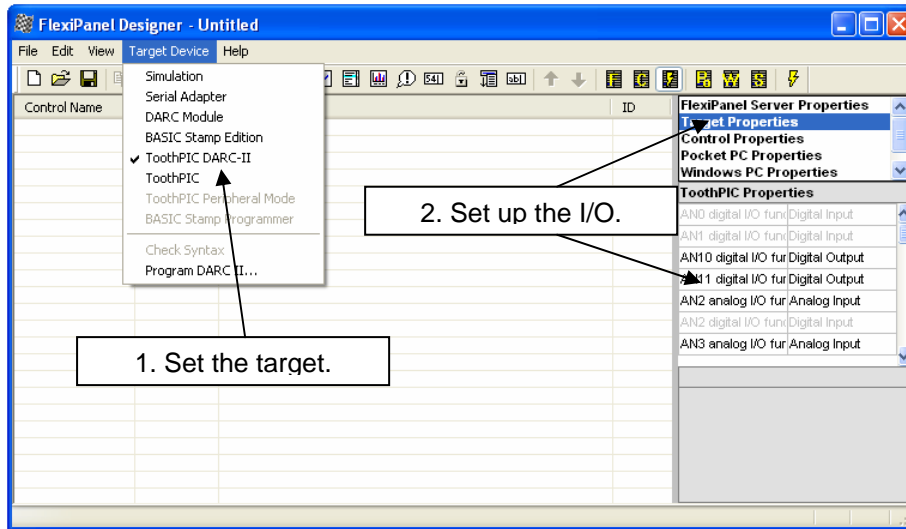 FlexiPanel Designer - Untitled
File Edit View Target Device Help
Simulation
Serial Adapter
DARC Module
BASIC Stamp Edition
✓ ToothPIC DARC-II
ToothPIC
ToothPIC Peripheral Mode
BASIC Stamp Programmer
Check Syntax
Program DARC II...
Control Name ID
FlexiPanel Server Properties
Target Properties
Control Properties
Pocket PC Properties
Windows PC Properties
ToothPIC Properties
AN0 digital I/O func Digital Input
AN1 digital I/O func Digital Input
AN10 digital I/O fur Digital Output
AN11 digital I/O fur Digital Output
AN2 analog I/O fur Analog Input
AN2 digital I/O func Digital Input
AN3 analog I/O fur Analog Input
1. Set the target.
2. Set up the I/O.